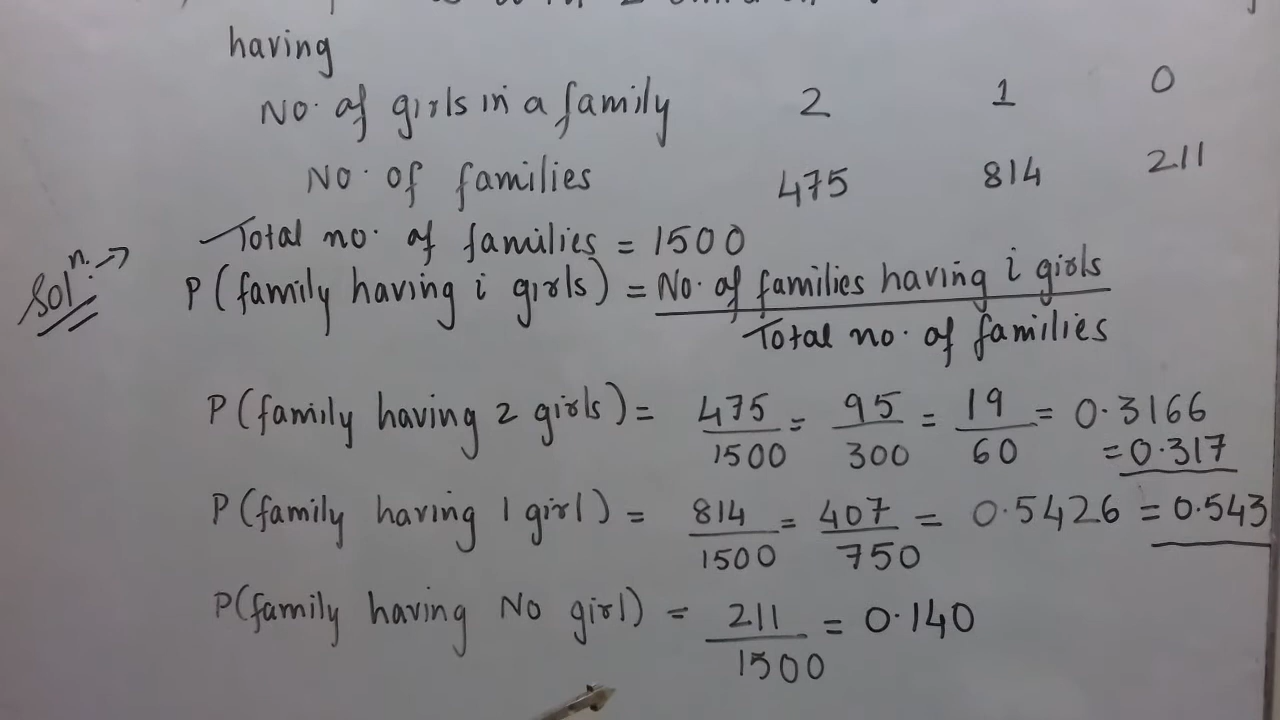 having
No. of girls in a family 2 1 0
No. of families 475 814 211
Solⁿ. → Total no. of families = 1500
P (family having i girls) = No. of families having i girls / Total no. of families
P (family having 2 girls) = 475/1500 = 95/300 = 19/60 = 0.3166
= 0.317
P (family having 1 girl) = 814/1500 = 407/750 = 0.5426 = 0.543
P(family having No girl) = 211/1500 = 0.140